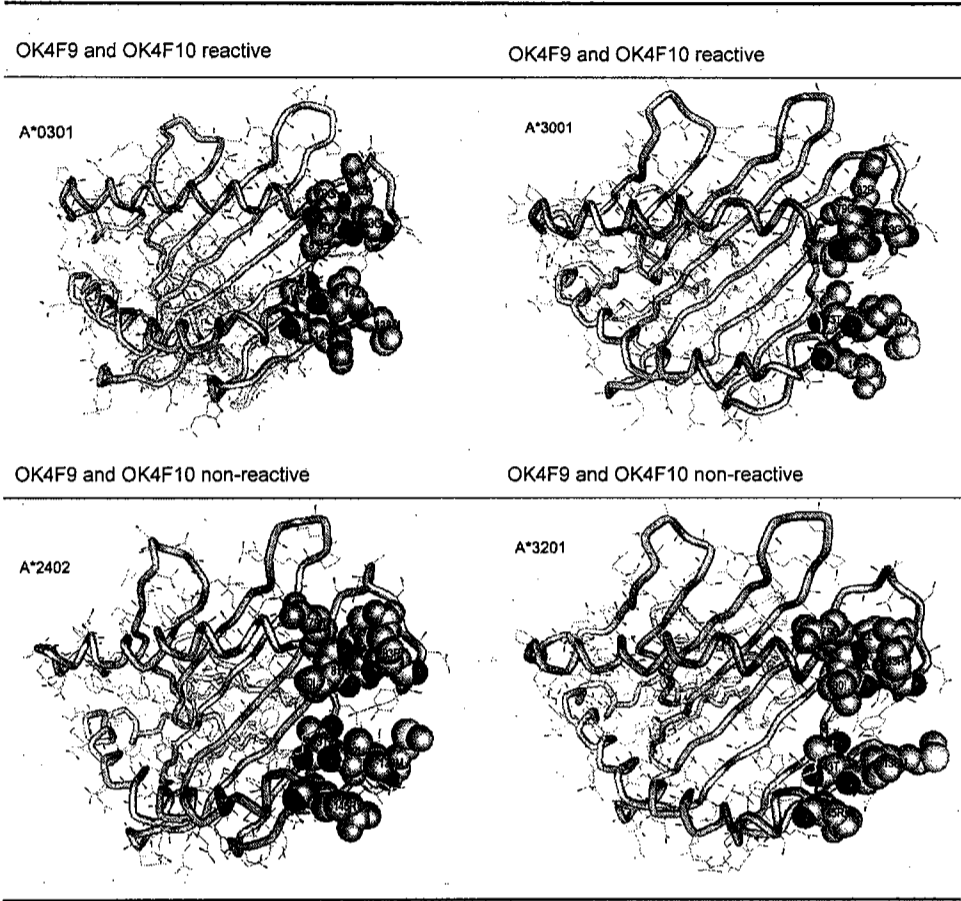 OK4F9 and OK4F10 reactive
OK4F9 and OK4F10 reactive
A*0301
A*3001
OK4F9 and OK4F10 non-reactive
OK4F9 and OK4F10 non-reactive
A*2402
A*3201